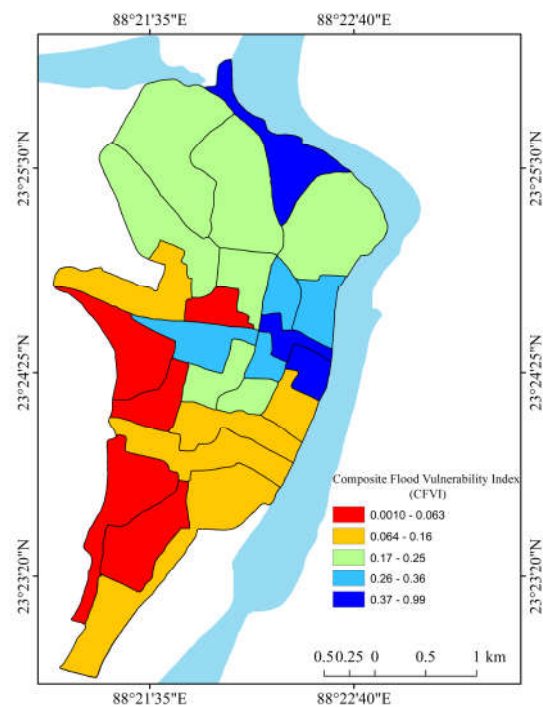 88°21'35"E 88°22'40"E
23°25'30"N 23°25'30"N
23°24'25"N 23°24'25"N
Composite Flood Vulnerability Index
(CFVI)
0.0010 - 0.063
0.064 - 0.16
0.17 - 0.25
0.26 - 0.36
0.37 - 0.99
23°23'20"N 23°23'20"N
0.5 0.25 0 0.5 1 km
88°21'35"E 88°22'40"E